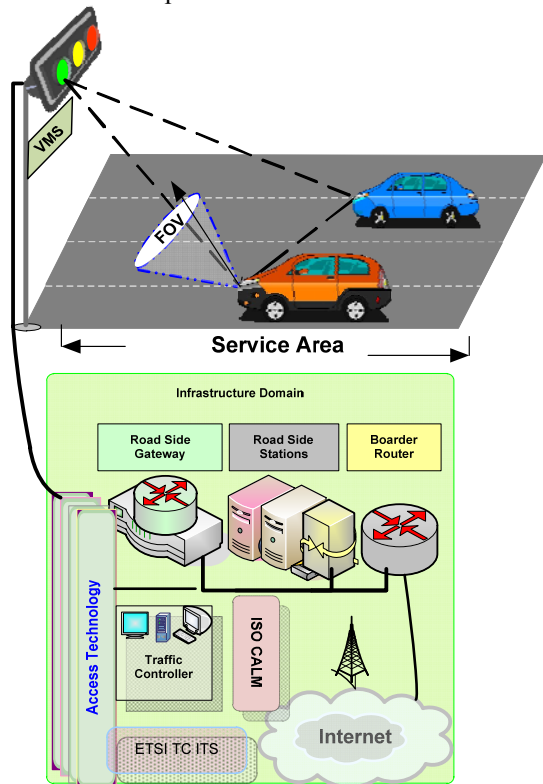 VMS
FOV
Service Area
Infrastructure Domain
Road Side
Gateway
Road Side
Stations
Boarder
Router
Access Technology
Traffic
Controller
ISO CALM
Internet
ETSI TC ITS